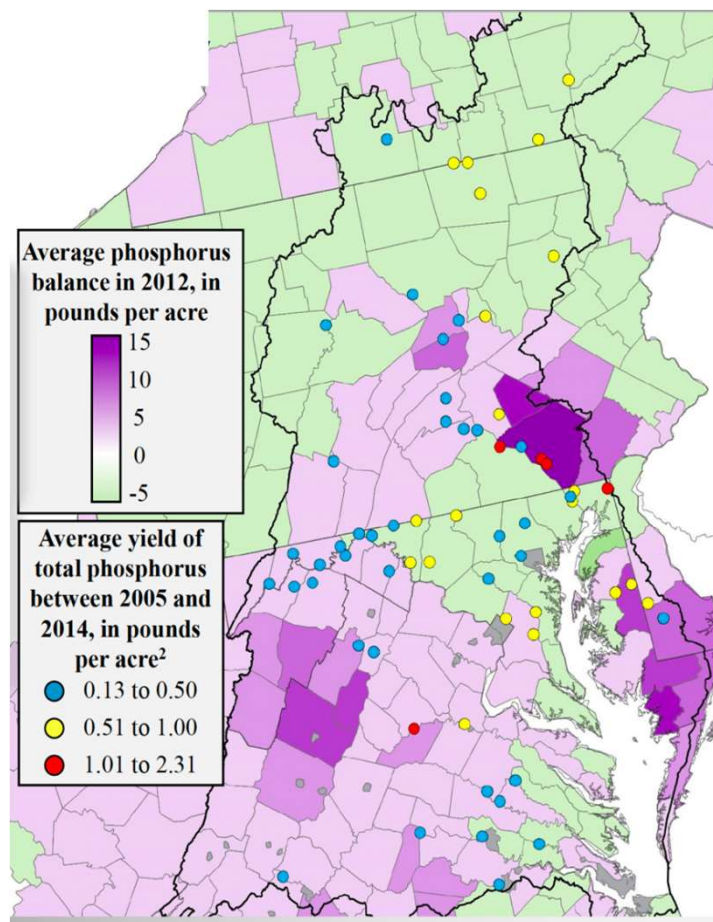 Average phosphorus
balance in 2012, in
pounds per acre
15
10
5
0
-5
Average yield of
total phosphorus
between 2005 and
2014, in pounds
per acre²
0.13 to 0.50
0.51 to 1.00
1.01 to 2.31